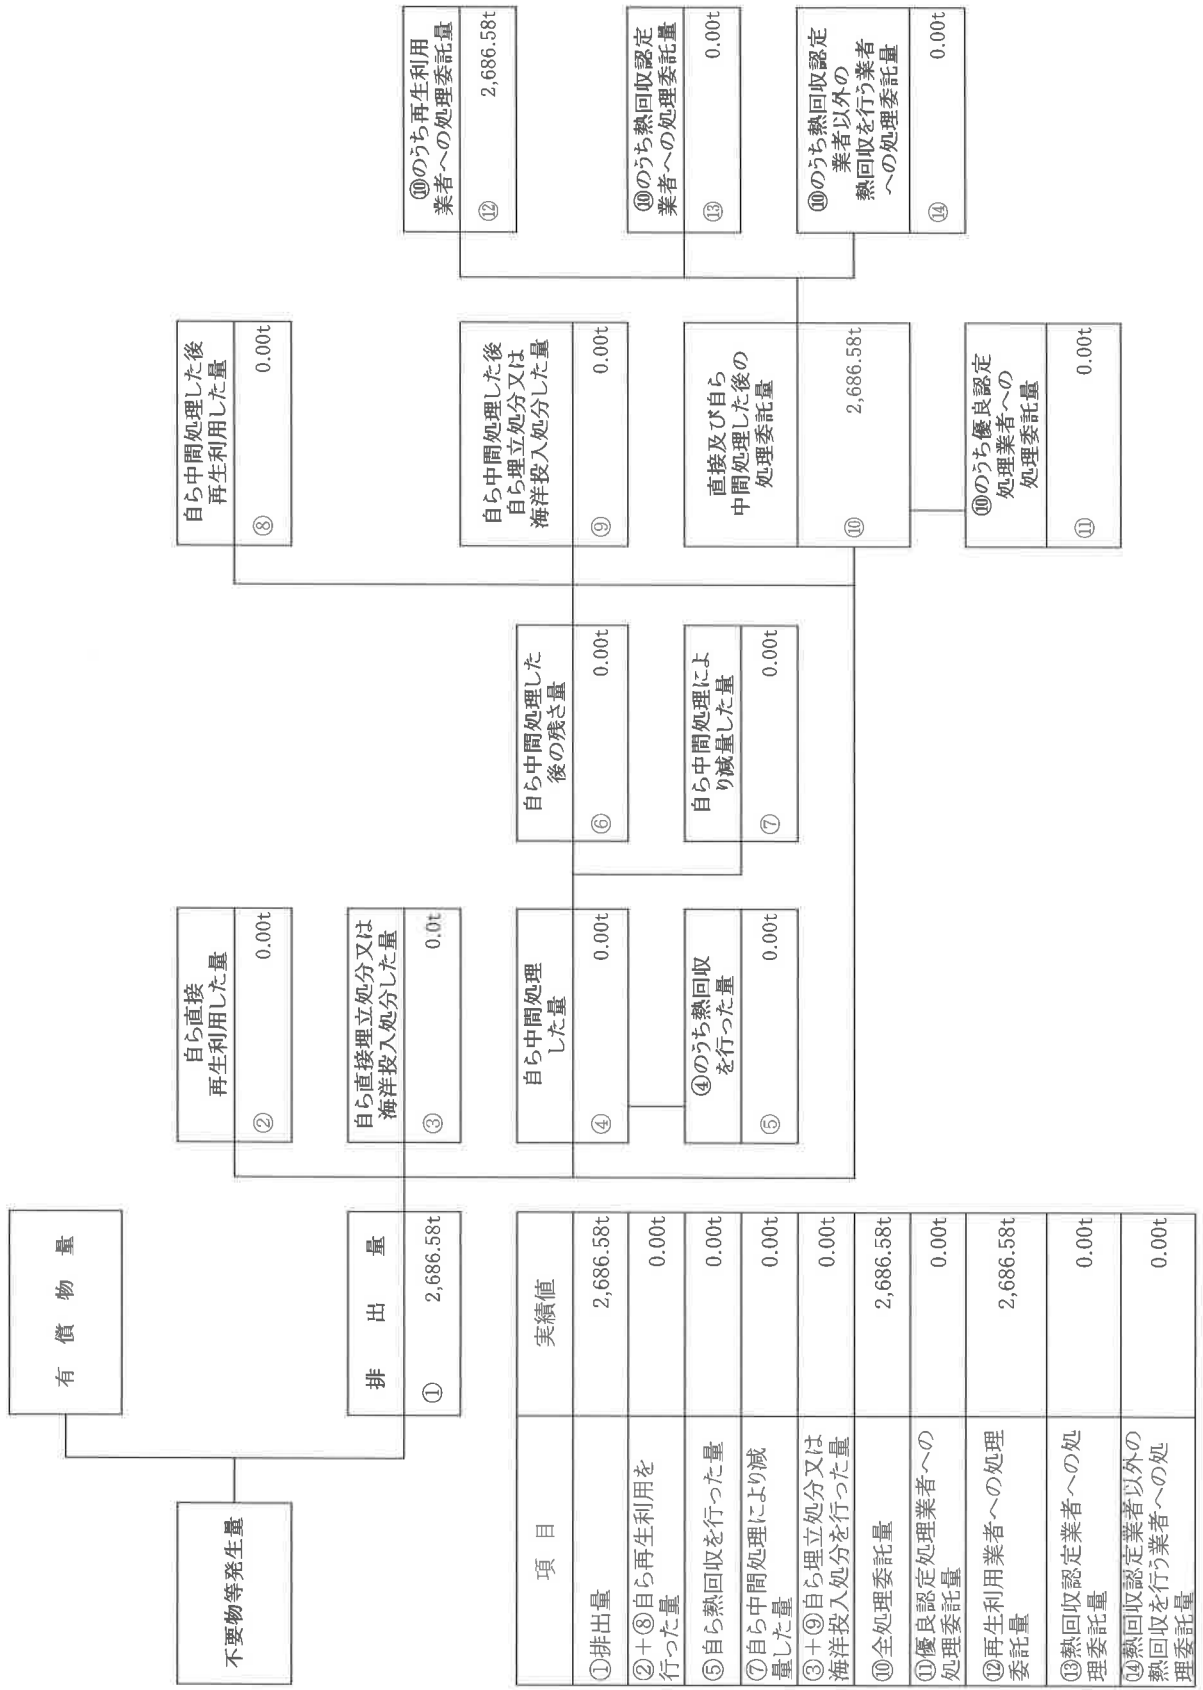 有 償 物 量
不要物等発生量
排 出 量
① 2,686.58t
自ら直接
再生利用した量
② 0.00t
自ら直接埋立処分又は
海洋投入処分した量
③ 0.0t
自ら中間処理
した量
④ 0.00t
④のうち熱回収
を行った量
⑤ 0.00t
自ら中間処理した
後の残さ量
⑥ 0.00t
自ら中間処理によ
り減量した量
⑦ 0.00t
自ら中間処理した後
再生利用した量
⑧ 0.00t
自ら中間処理した後
自ら埋立処分又は
海洋投入処分した量
⑨ 0.00t
直接及び自ら
中間処理した後の
処理委託量
⑩ 2,686.58t
⑩のうち優良認定
処理業者への
処理委託量
⑪ 0.00t
⑩のうち再生利用
業者への処理委託量
⑫ 2,686.58t
⑩のうち熱回収認定
業者への処理委託量
⑬ 0.00t
⑩のうち熱回収認定
業者以外の
熱回収を行う業者
への処理委託量
⑭ 0.00t
項 目 実績値
①排出量 2,686.58t
②＋⑧自ら再生利用を
行った量 0.00t
⑤自ら熱回収を行った量 0.00t
⑦自ら中間処理により減
量した量 0.00t
③＋⑨自ら埋立処分又は
海洋投入処分を行った量 0.00t
⑩全処理委託量 2,686.58t
⑪優良認定処理業者への
処理委託量 0.00t
⑫再生利用業者への処理
委託量 2,686.58t
⑬熱回収認定業者への処
理委託量 0.00t
⑭熱回収認定業者以外の
熱回収を行う業者への処
理委託量 0.00t